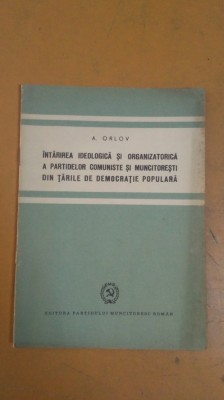 A. ORLOV
ÎNTĂRIREA IDEOLOGICĂ ȘI ORGANIZATORICĂ
A PARTIDELOR COMUNISTE ȘI MUNCITOREȘTI
DIN ȚĂRILE DE DEMOCRAȚIE POPULARĂ
EDITURA PARTIDULUI MUNCITORESC ROMÂN